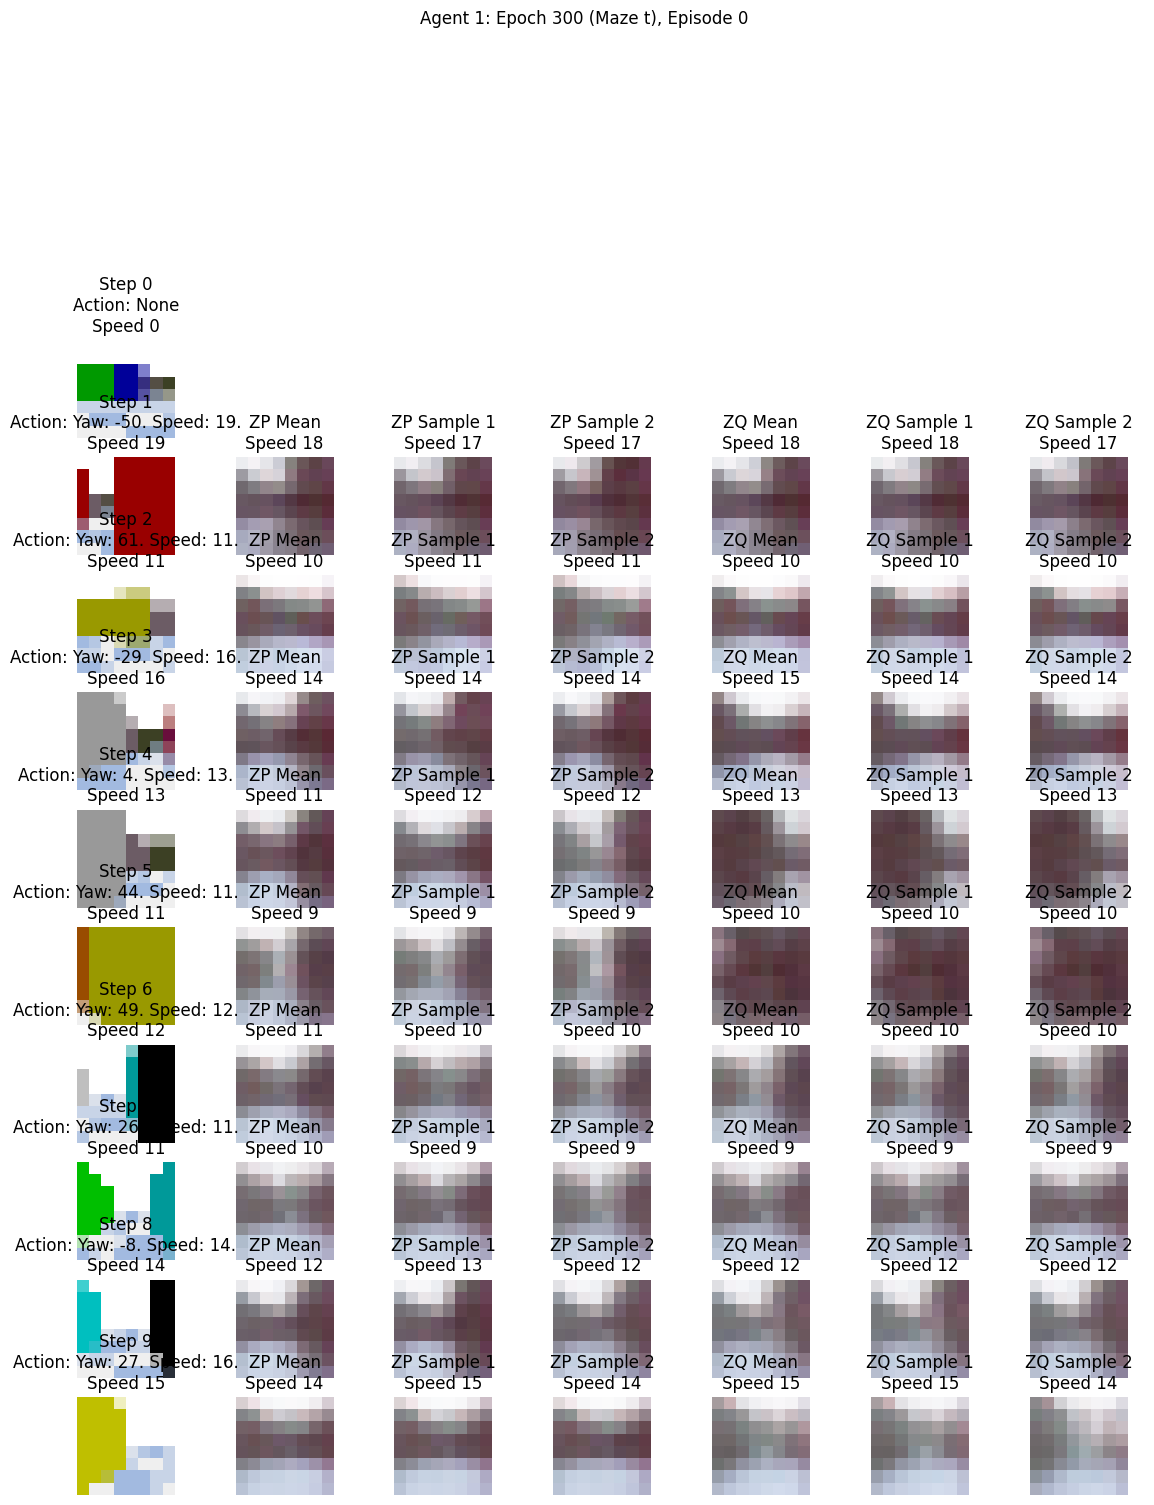 Agent 1: Epoch 300 (Maze t), Episode 0
Step 0
Action: None
Speed 0
Step 1
Action: Yaw: -50. Speed: 19.
Speed 19
ZP Mean
Speed 18
ZP Sample 1
Speed 17
ZP Sample 2
Speed 17
ZQ Mean
Speed 18
ZQ Sample 1
Speed 18
ZQ Sample 2
Speed 17
Step 2
Action: Yaw: 61. Speed: 11.
Speed 11
ZP Mean
Speed 10
ZP Sample 1
Speed 11
ZP Sample 2
Speed 11
ZQ Mean
Speed 10
ZQ Sample 1
Speed 10
ZQ Sample 2
Speed 10
Step 3
Action: Yaw: -29. Speed: 16.
Speed 16
ZP Mean
Speed 14
ZP Sample 1
Speed 14
ZP Sample 2
Speed 14
ZQ Mean
Speed 15
ZQ Sample 1
Speed 14
ZQ Sample 2
Speed 14
Step 4
Action: Yaw: 4. Speed: 13.
Speed 13
ZP Mean
Speed 11
ZP Sample 1
Speed 12
ZP Sample 2
Speed 12
ZQ Mean
Speed 13
ZQ Sample 1
Speed 13
ZQ Sample 2
Speed 13
Step 5
Action: Yaw: 44. Speed: 11.
Speed 11
ZP Mean
Speed 9
ZP Sample 1
Speed 9
ZP Sample 2
Speed 9
ZQ Mean
Speed 10
ZQ Sample 1
Speed 10
ZQ Sample 2
Speed 10
Step 6
Action: Yaw: 49. Speed: 12.
Speed 12
ZP Mean
Speed 11
ZP Sample 1
Speed 10
ZP Sample 2
Speed 10
ZQ Mean
Speed 10
ZQ Sample 1
Speed 10
ZQ Sample 2
Speed 10
Step
Action: Yaw: 26. Speed: 11.
Speed 11
ZP Mean
Speed 10
ZP Sample 1
Speed 9
ZP Sample 2
Speed 9
ZQ Mean
Speed 9
ZQ Sample 1
Speed 9
ZQ Sample 2
Speed 9
Step 8
Action: Yaw: -8. Speed: 14.
Speed 14
ZP Mean
Speed 12
ZP Sample 1
Speed 13
ZP Sample 2
Speed 12
ZQ Mean
Speed 12
ZQ Sample 1
Speed 12
ZQ Sample 2
Speed 12
Step 9
Action: Yaw: 27. Speed: 16.
Speed 15
ZP Mean
Speed 14
ZP Sample 1
Speed 15
ZP Sample 2
Speed 14
ZQ Mean
Speed 15
ZQ Sample 1
Speed 15
ZQ Sample 2
Speed 14